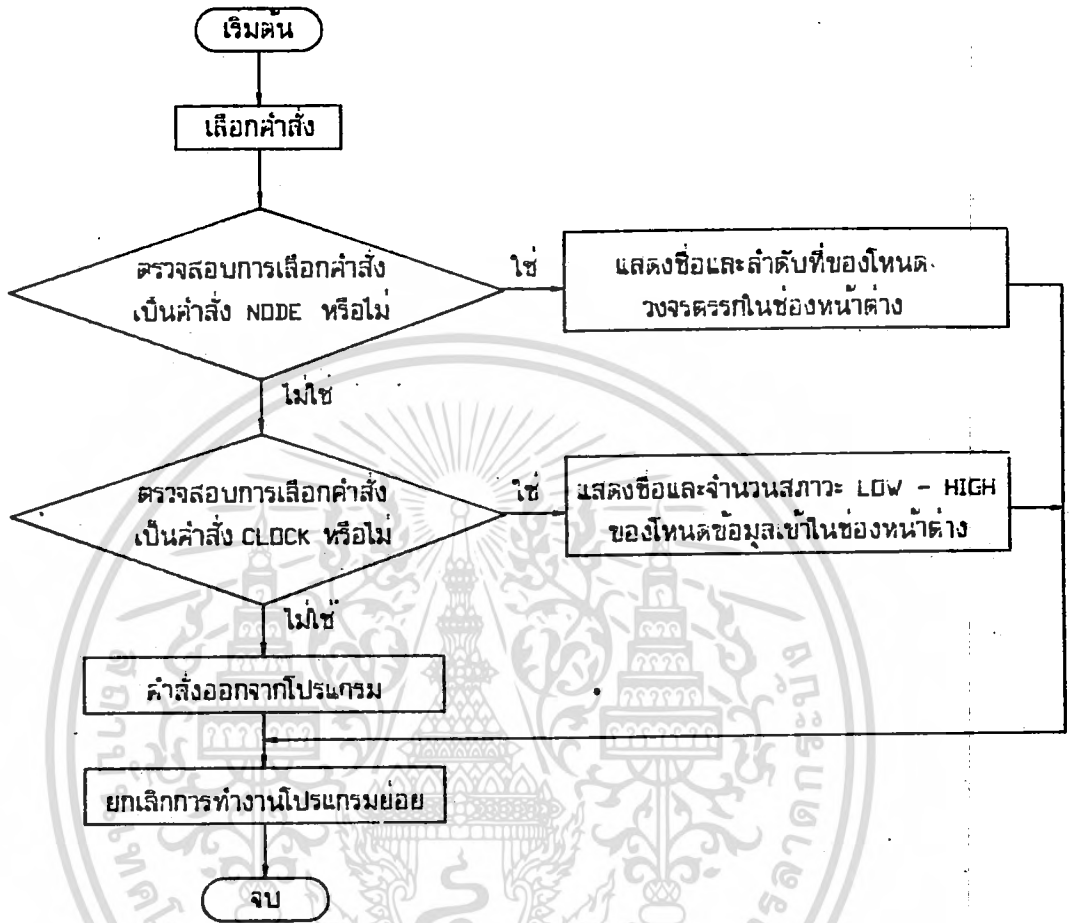 เริ่มต้น
เลือกคำสั่ง
ตรวจสอบการเลือกคำสั่ง
เป็นคำสั่ง NODE หรือไม่
ใช่
แสดงชื่อและลำดับที่ของโหนด
วงจรตรรกในช่องหน้าต่าง
ไม่ใช่
ตรวจสอบการเลือกคำสั่ง
เป็นคำสั่ง CLOCK หรือไม่
ใช่
แสดงชื่อและจำนวนสภาวะ LOW - HIGH
ของโหนดข้อมูลเข้าในช่องหน้าต่าง
ไม่ใช่
คำสั่งออกจากโปรแกรม
ยกเลิกการทำงานโปรแกรมย่อย
จบ